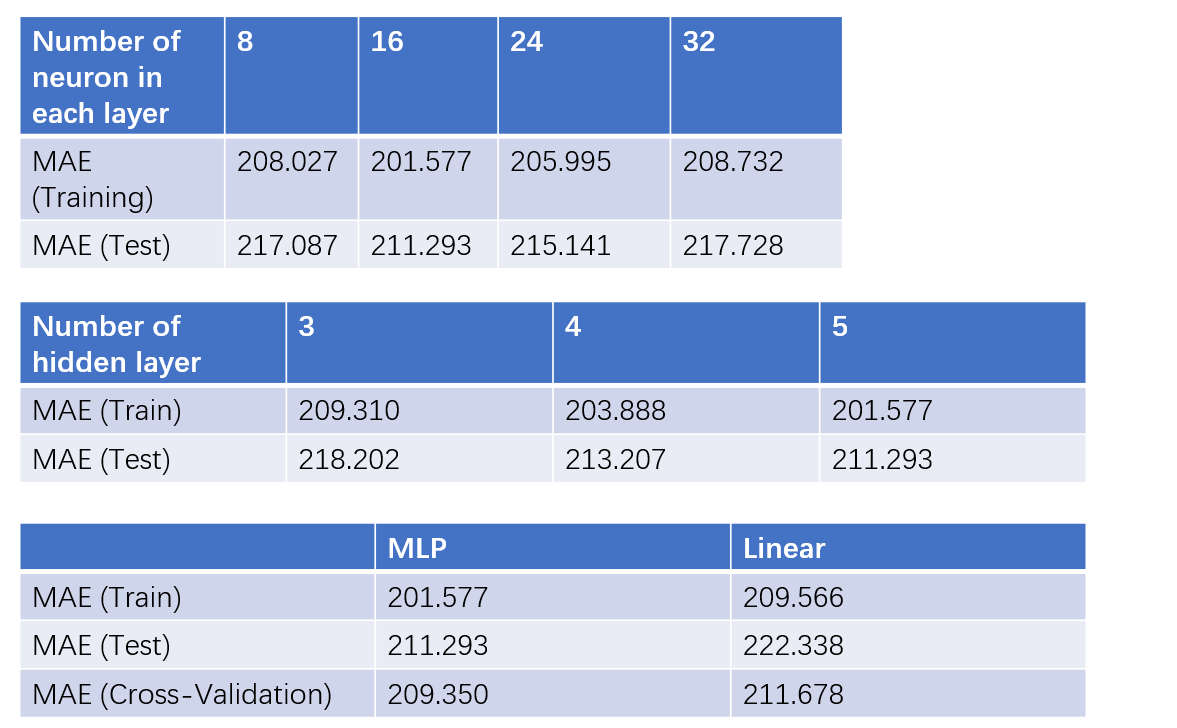 Number of neuron in each layer 8 16 24 32
MAE (Training) 208.027 201.577 205.995 208.732
MAE (Test) 217.087 211.293 215.141 217.728
Number of hidden layer 3 4 5
MAE (Train) 209.310 203.888 201.577
MAE (Test) 218.202 213.207 211.293
MLP Linear
MAE (Train) 201.577 209.566
MAE (Test) 211.293 222.338
MAE (Cross-Validation) 209.350 211.678